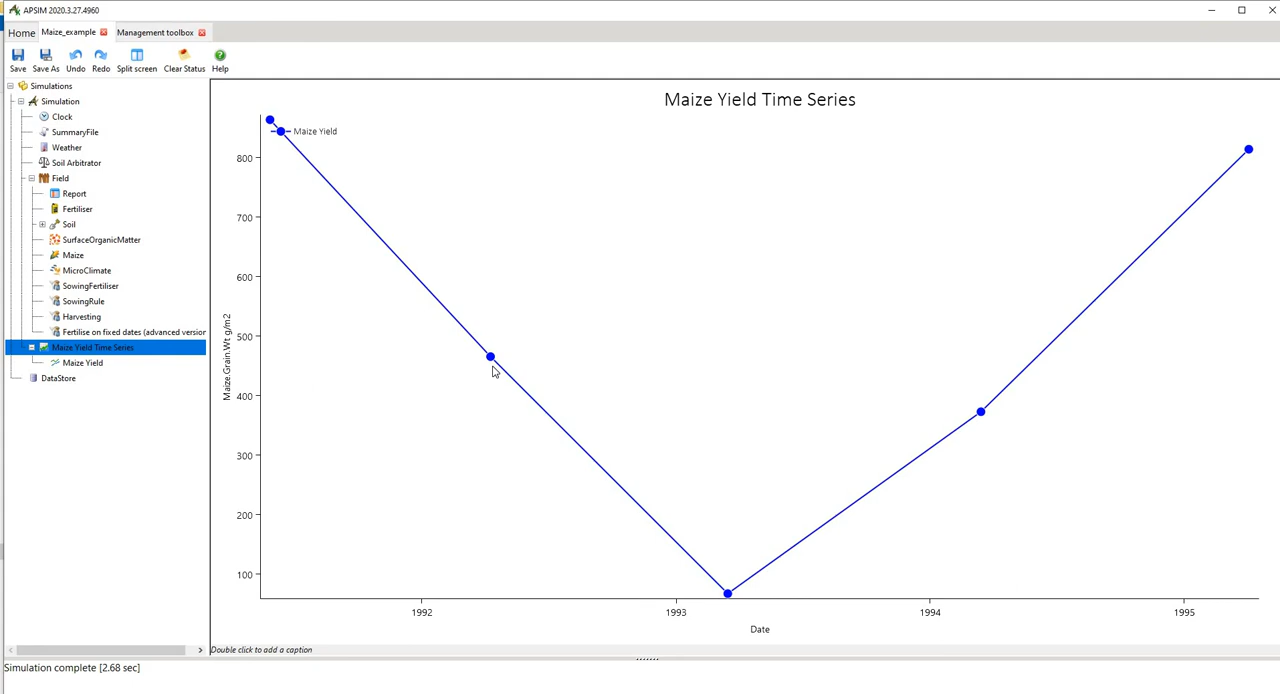 APSIM 2020.3.27.4960
Home Maize_example Management toolbox
Save Save As Undo Redo Split screen Clear Status Help
Simulations
Simulation
Clock
SummaryFile
Weather
Soil Arbitrator
Field
Report
Fertiliser
Soil
SurfaceOrganicMatter
Maize
MicroClimate
SowingFertiliser
SowingRule
Harvesting
Fertilise on fixed dates (advanced version
Maize Yield Time Series
Maize Yield
DataStore
Maize Yield Time Series
Maize Yield
800
700
600
500
400
300
200
100
Maize.Grain.Wt g/m2
1992 1993 1994 1995
Date
Double click to add a caption
Simulation complete [2.68 sec]